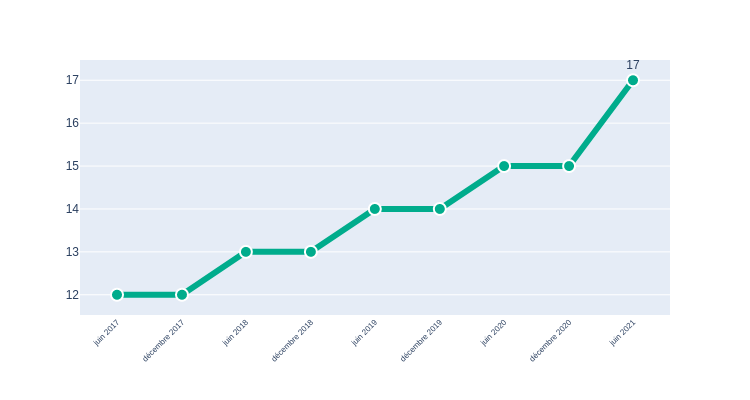 17
17
16
15
14
13
12
juin 2017
décembre 2017
juin 2018
décembre 2018
juin 2019
décembre 2019
juin 2020
décembre 2020
juin 2021